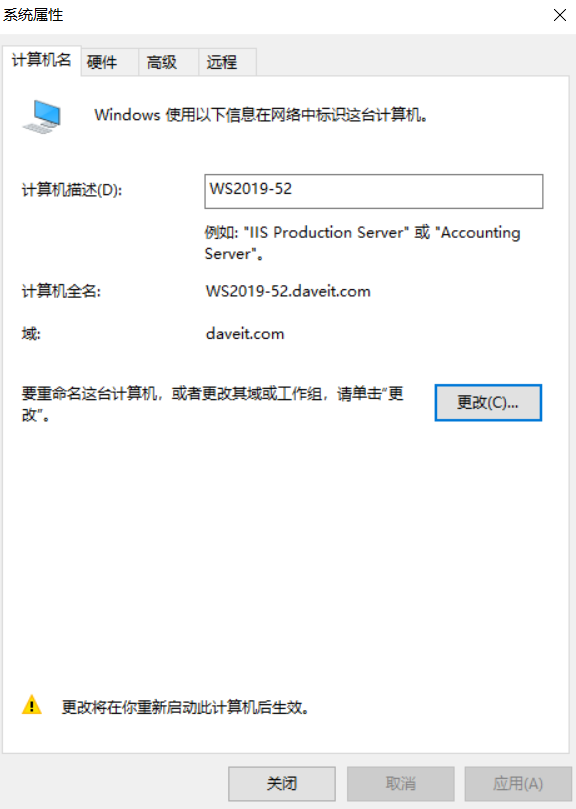 系统属性
计算机名 硬件 高级 远程
Windows 使用以下信息在网络中标识这台计算机。
计算机描述(D): WS2019-52
例如: "IIS Production Server" 或 "Accounting
Server"。
计算机全名: WS2019-52.daveit.com
域: daveit.com
要重命名这台计算机，或者更改其域或工作组，请单击“更
改”。
更改(C)...
更改将在你重新启动此计算机后生效。
关闭 取消 应用(A)